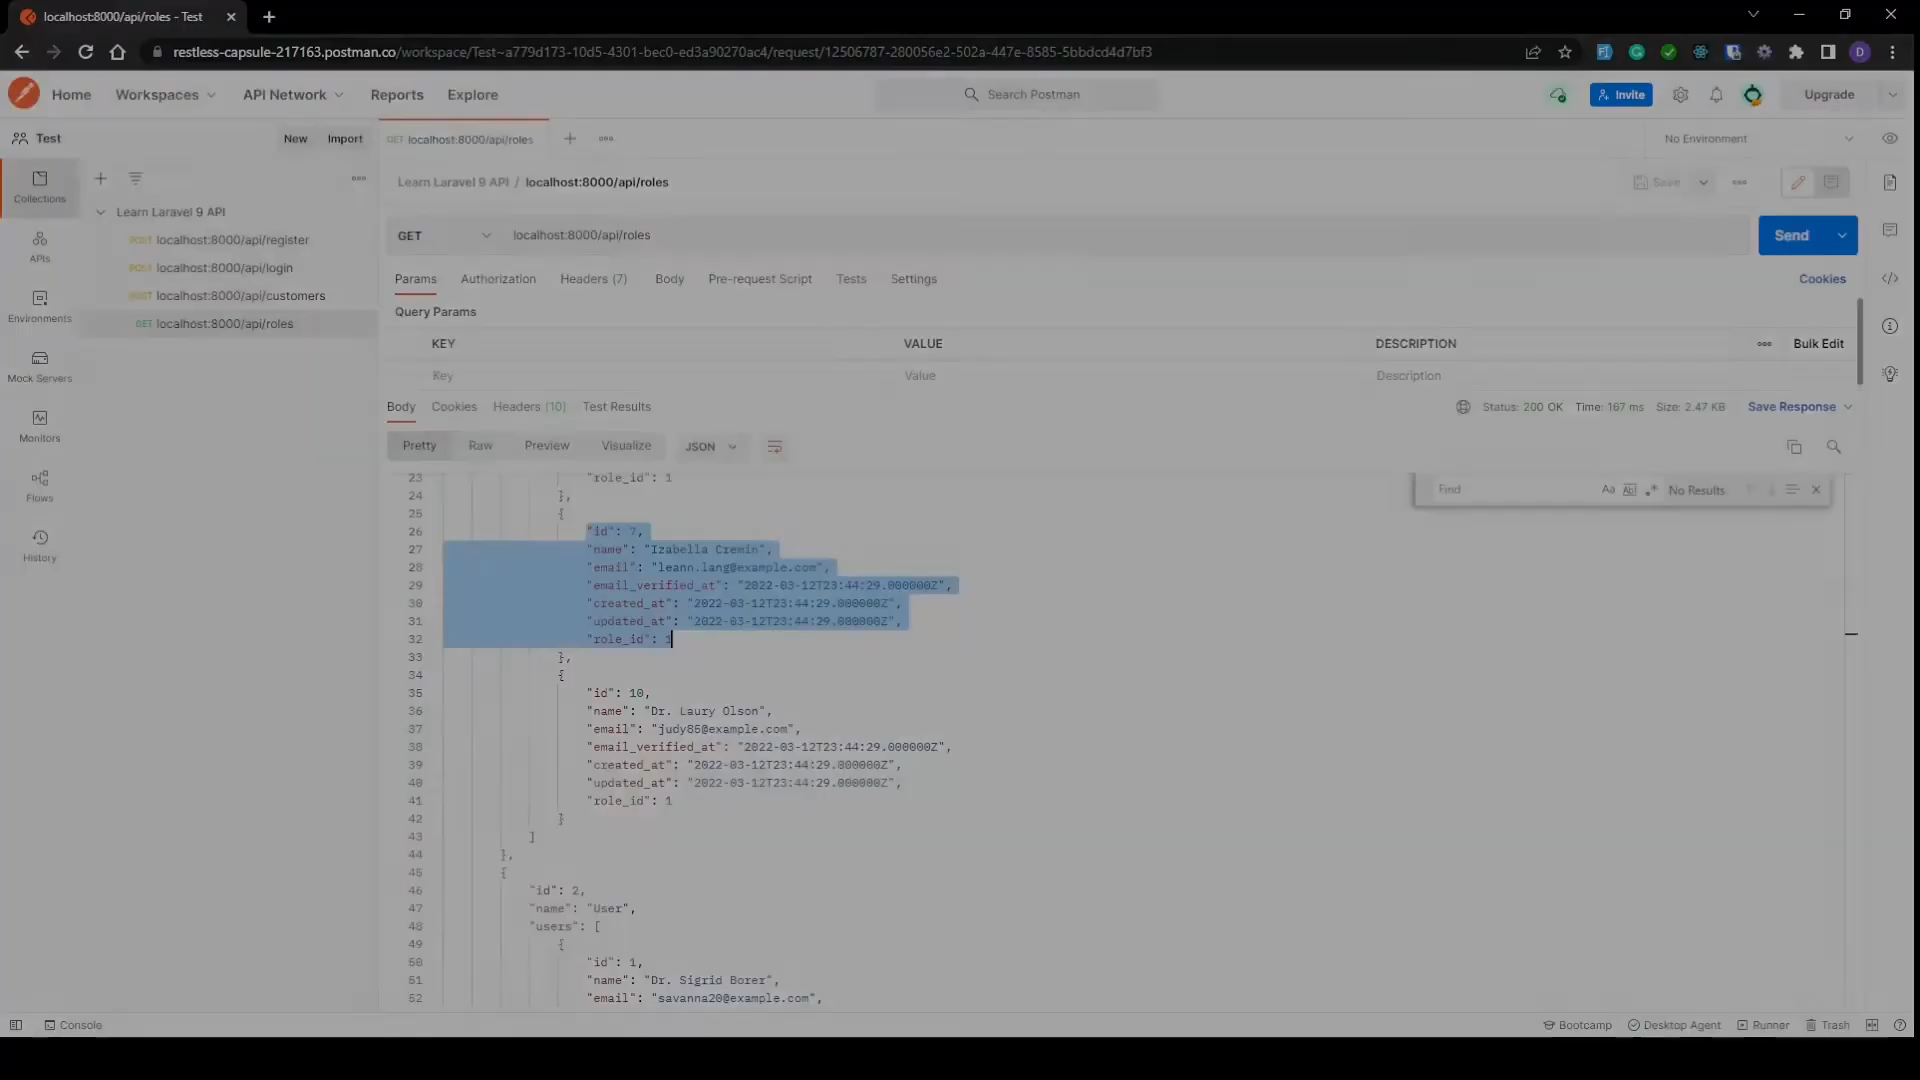 localhost:8000/api/roles - Test
restless-capsule-217163.postman.co/workspace/Test~a779d173-10d5-4301-bec0-ed3a90270ac4/request/12506787-280056e2-502a-447e-8585-5bbdcd4d7bf3
D
Home Workspaces API Network Reports Explore
Search Postman
Invite
Upgrade
Test
New Import
GET localhost:8000/api/roles
No Environment
Collections
Learn Laravel 9 API / localhost:8000/api/roles
Save
Learn Laravel 9 API
POST localhost:8000/api/register
POST localhost:8000/api/login
POST localhost:8000/api/customers
GET localhost:8000/api/roles
APIs
Environments
Mock Servers
Monitors
Flows
History
GET localhost:8000/api/roles
Send
Params Authorization Headers (7) Body Pre-request Script Tests Settings
Cookies
Query Params
KEY VALUE DESCRIPTION
Bulk Edit
Key Value Description
Body Cookies Headers (10) Test Results
Status: 200 OK Time: 167 ms Size: 2.47 KB Save Response
Pretty Raw Preview Visualize JSON
Find Aa Abl .* No Results
23 "role_id": 1
24 },
25 {
26 "id": 7,
27 "name": "Izabella Cremin",
28 "email": "leann.lang@example.com",
29 "email_verified_at": "2022-03-12T23:44:29.000000Z",
30 "created_at": "2022-03-12T23:44:29.000000Z",
31 "updated_at": "2022-03-12T23:44:29.000000Z",
32 "role_id": 1
33 },
34 {
35 "id": 10,
36 "name": "Dr. Laury Olson",
37 "email": "judy85@example.com",
38 "email_verified_at": "2022-03-12T23:44:29.000000Z",
39 "created_at": "2022-03-12T23:44:29.000000Z",
40 "updated_at": "2022-03-12T23:44:29.000000Z",
41 "role_id": 1
42 }
43 ]
44 },
45 {
46 "id": 2,
47 "name": "User",
48 "users": [
49 {
50 "id": 1,
51 "name": "Dr. Sigrid Borer",
52 "email": "savanna20@example.com",
Console
Bootcamp Desktop Agent Runner Trash